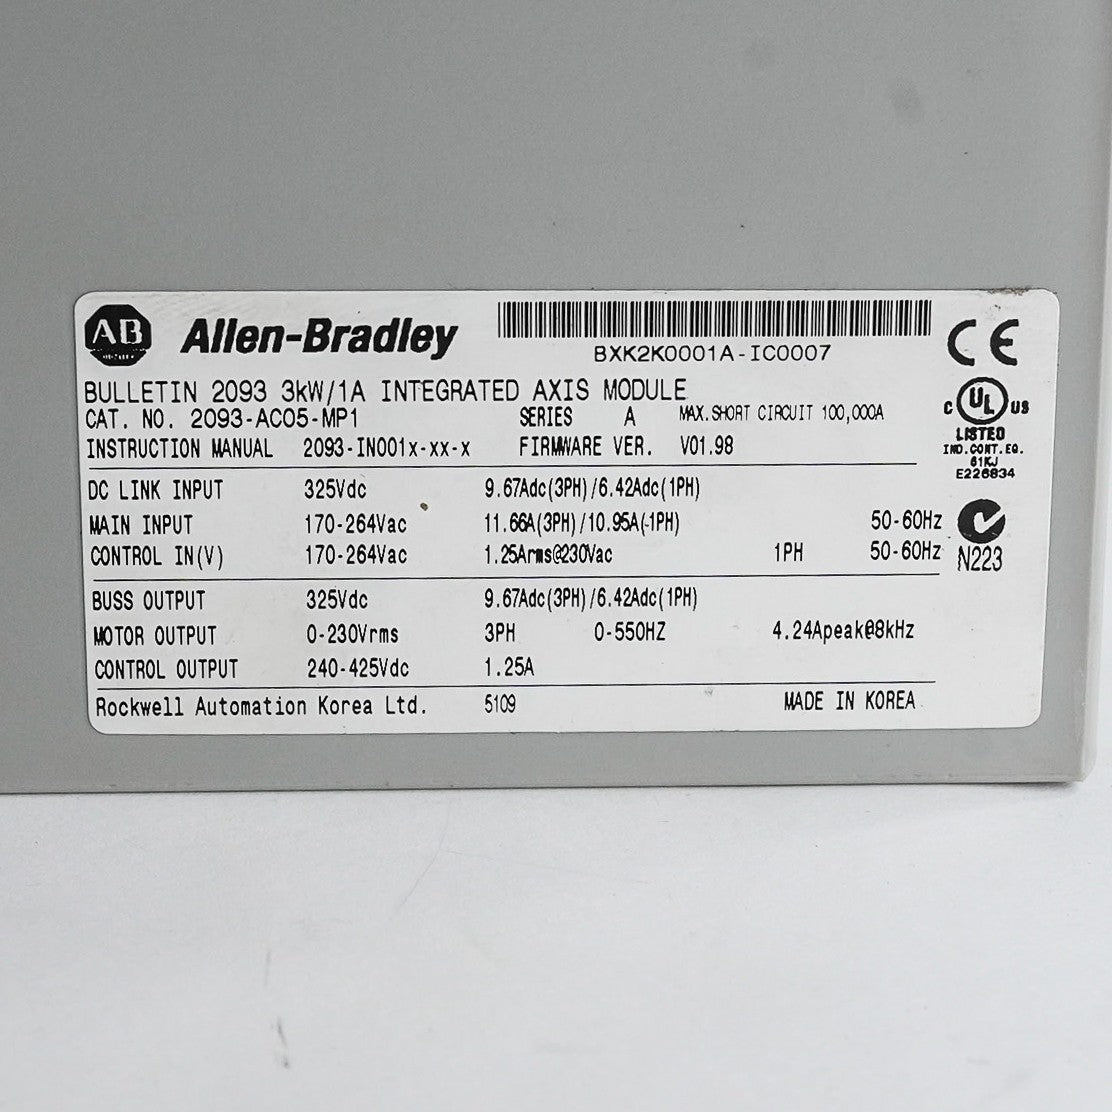 AB Allen-Bradley
BXK2K0001A-IC0007
CE
BULLETIN 2093 3kW/1A INTEGRATED AXIS MODULE
CAT. NO. 2093-AC05-MP1 SERIES A MAX.SHORT CIRCUIT 100,000A
INSTRUCTION MANUAL 2093-IN001x-xx-x FIRMWARE VER. V01.98
C UL US
LISTED
IND.CONT.EQ.
61KJ
E226834
DC LINK INPUT 325Vdc 9.67Adc(3PH)/6.42Adc(1PH)
MAIN INPUT 170-264Vac 11.66A(3PH)/10.95A(-1PH) 50-60Hz
CONTROL IN(V) 170-264Vac 1.25Arms@230Vac 1PH 50-60Hz
N223
BUSS OUTPUT 325Vdc 9.67Adc(3PH)/6.42Adc(1PH)
MOTOR OUTPUT 0-230Vrms 3PH 0-550HZ 4.24Apeak@8kHz
CONTROL OUTPUT 240-425Vdc 1.25A
Rockwell Automation Korea Ltd. 5109 MADE IN KOREA